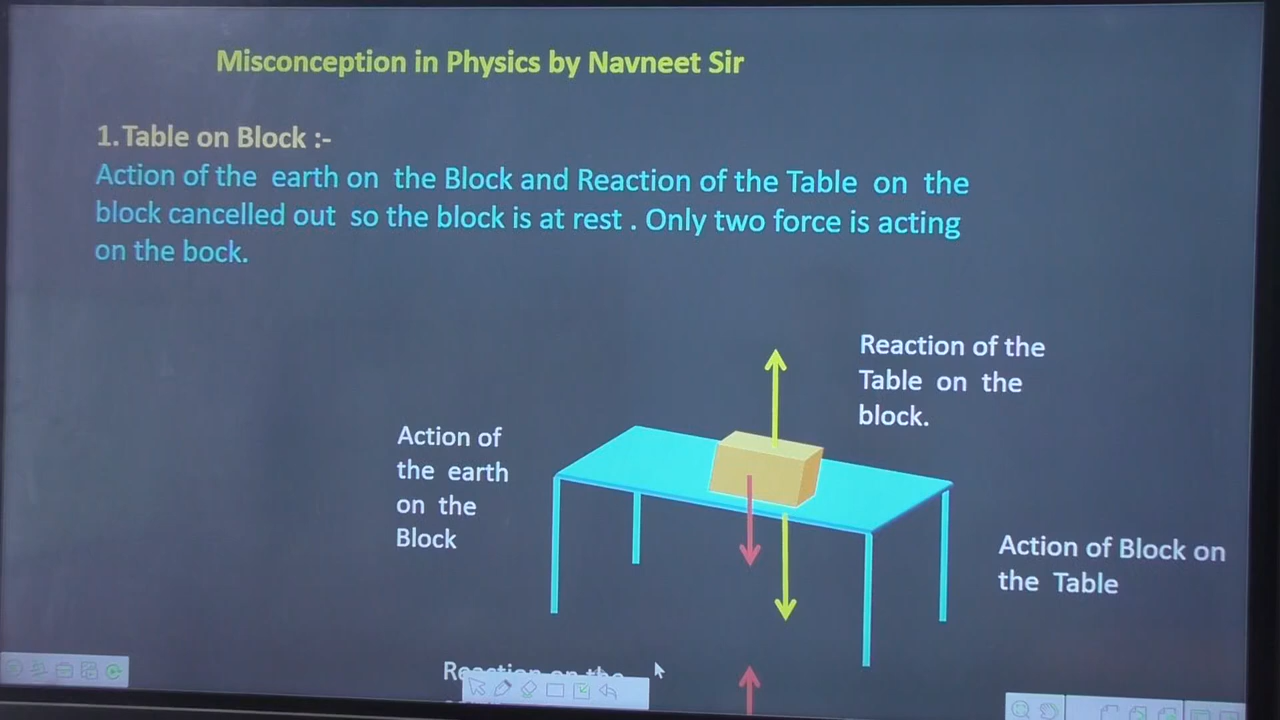 Misconception in Physics by Navneet Sir
1. Table on Block :-
Action of the earth on the Block and Reaction of the Table on the
block cancelled out so the block is at rest . Only two force is acting
on the bock.
Reaction of the
Table on the
block.
Action of
the earth
on the
Block
Action of Block on
the Table
Reaction on the